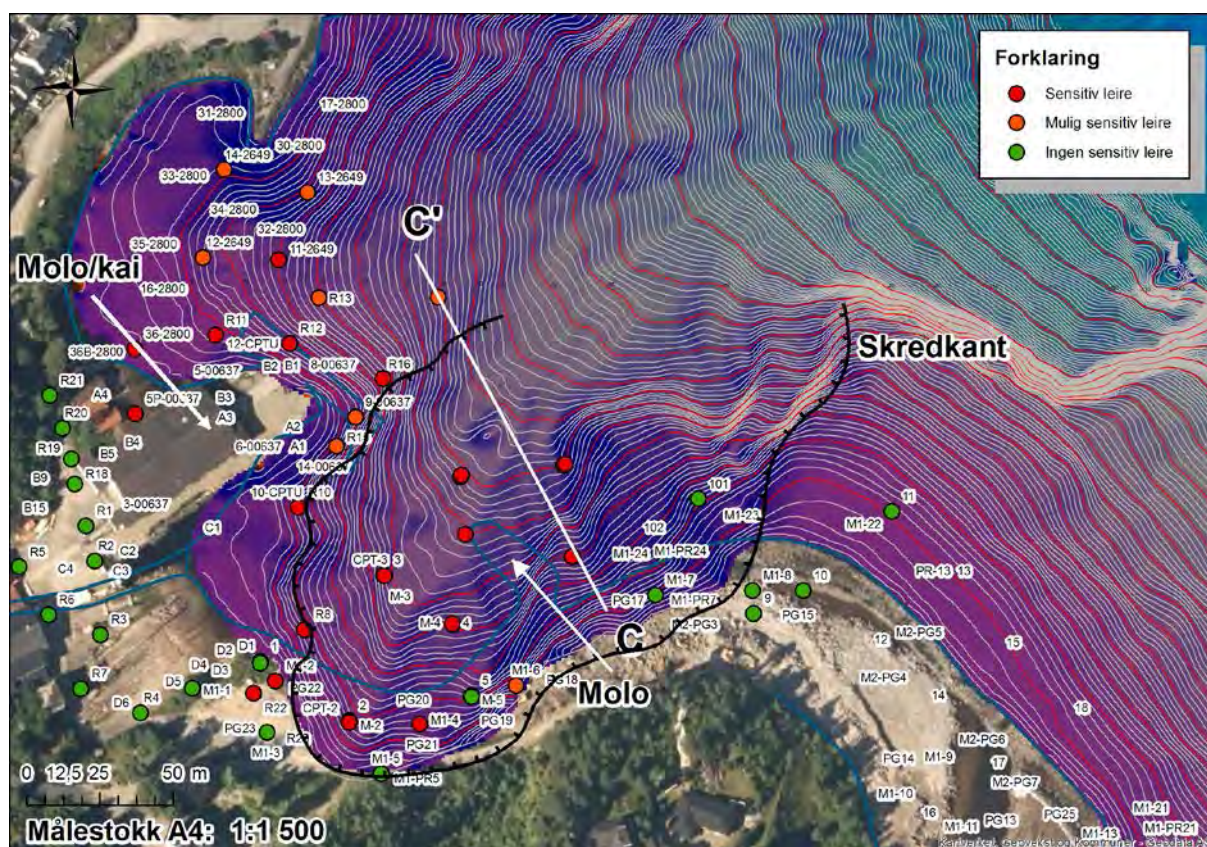 Forklaring
Sensitiv leire
Mulig sensitiv leire
Ingen sensitiv leire
17-2800
31-2800
30-2800
14-2649
33-2800
13-2649
34-2800
C'
32-2800
35-2800
12-2649
11-2649
Molo/kai
16-2800
R13
36-2800
R11
12-CPTU
R12
Skredkant
36B-2800
B2
B1
8-00637
5-00637
R16
R21
A4
5P-00637
B3
A3
9-00637
R20
B4
A2
6-00637
A1
R19
B5
14-00637
B9
R18
10-CPTU
R10
101
11
3-00637
B15
M1-23
M1-22
R1
C1
102
R2
C2
M1-24
M1-PR24
R5
C4
C3
CPT-3
3
PR-13
13
M-3
M1-7
M1-8
10
R6
PG17
M1-PR7
9
PG15
R3
R8
M-4
4
M2-PG3
C
12
M2-PG5
15
D2
D1
1
D4
D3
M1-6
PG18
M2-PG4
R7
D5
M1-1
PG22
5
M-5
Molo
14
D6
R4
R22
CPT-2
2
PG20
M-2
M1-4
PG19
18
PG23
PG21
M2-PG6
M1-3
M1-5
PG14
M1-9
17
M1-PR5
M2-PG7
0 12,5 25 50 m
M1-10
16
PG13
PG25
M1-21
M1-11
M1-13
M1-PR21
Målestokk A4: 1:1 500